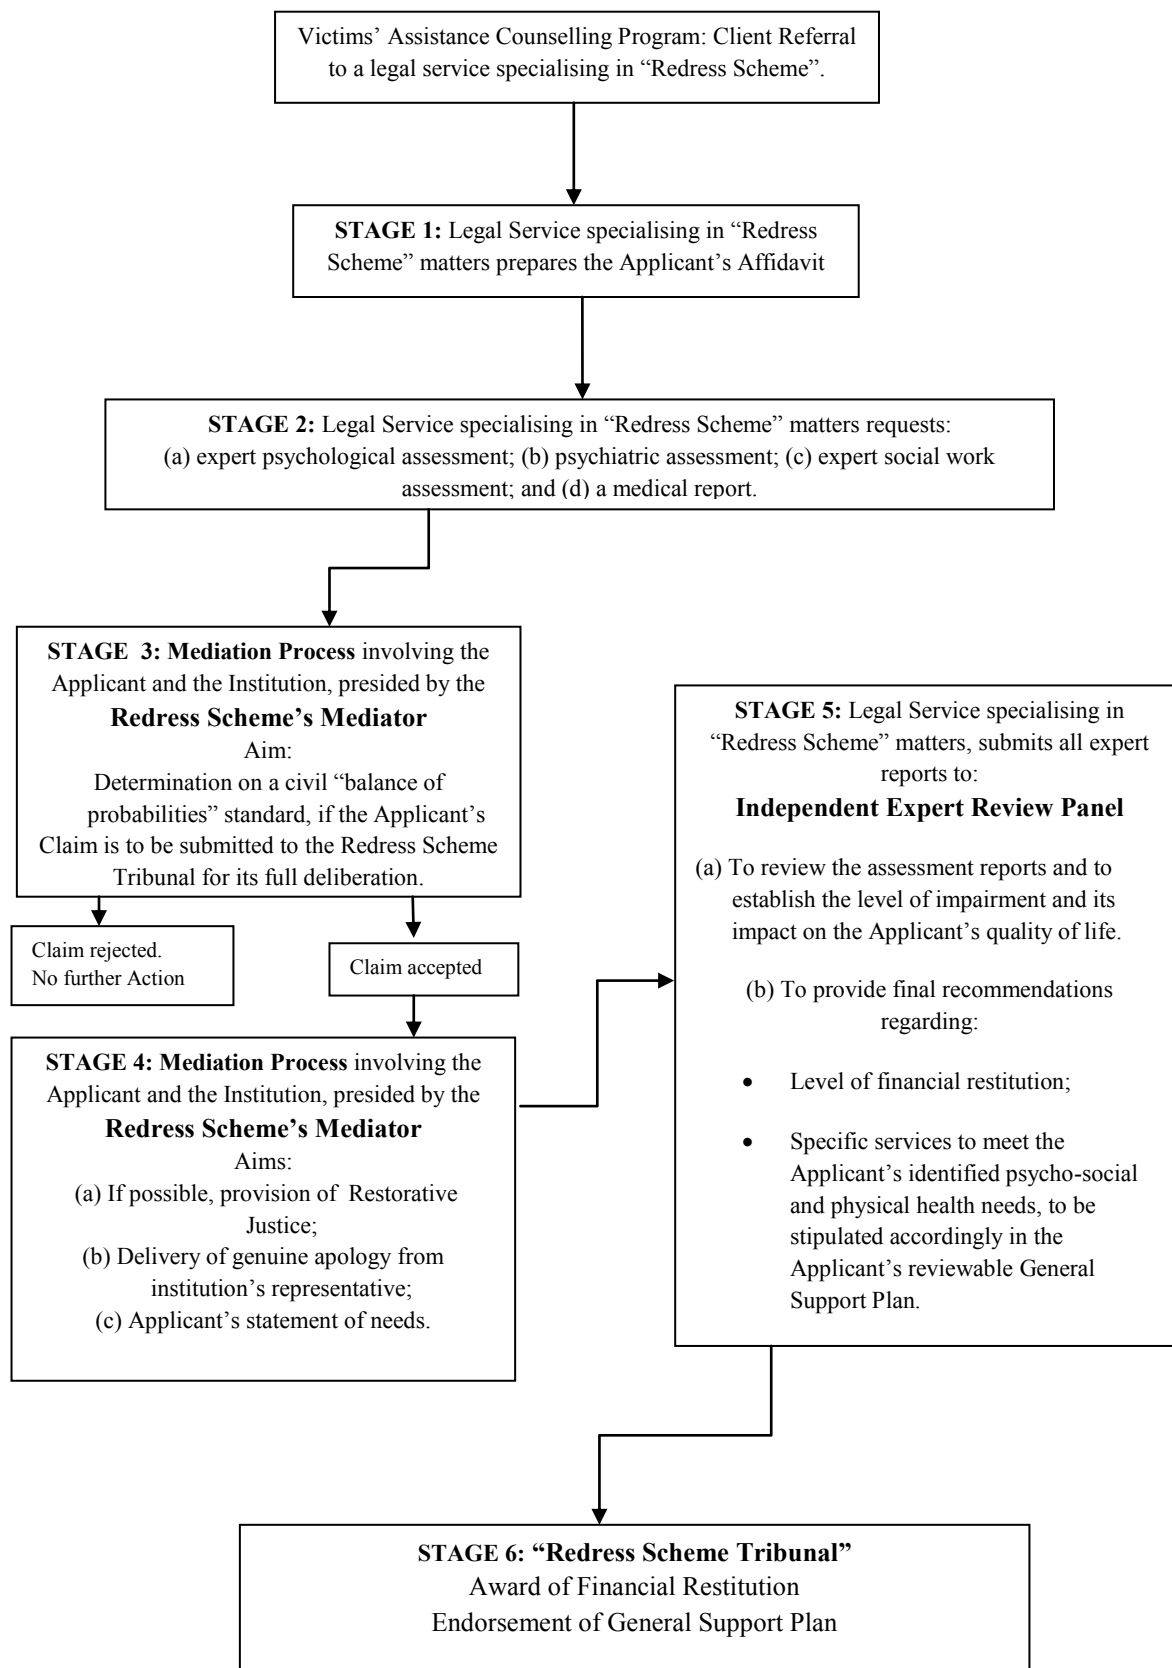 Victims’ Assistance Counselling Program: Client Referral
to a legal service specialising in “Redress Scheme”.
STAGE 1: Legal Service specialising in “Redress
Scheme” matters prepares the Applicant’s Affidavit
STAGE 2: Legal Service specialising in “Redress Scheme” matters requests:
(a) expert psychological assessment; (b) psychiatric assessment; (c) expert social work
assessment; and (d) a medical report.
STAGE 3: Mediation Process involving the
Applicant and the Institution, presided by the
Redress Scheme’s Mediator
Aim:
Determination on a civil “balance of
probabilities” standard, if the Applicant’s
Claim is to be submitted to the Redress Scheme
Tribunal for its full deliberation.
Claim rejected.
No further Action
Claim accepted
STAGE 4: Mediation Process involving the
Applicant and the Institution, presided by the
Redress Scheme’s Mediator
Aims:
(a) If possible, provision of Restorative
Justice;
(b) Delivery of genuine apology from
institution’s representative;
(c) Applicant’s statement of needs.
STAGE 5: Legal Service specialising in
“Redress Scheme” matters, submits all expert
reports to:
Independent Expert Review Panel
(a) To review the assessment reports and to
establish the level of impairment and its
impact on the Applicant’s quality of life.
(b) To provide final recommendations
regarding:
• Level of financial restitution;
• Specific services to meet the
Applicant’s identified psycho-social
and physical health needs, to be
stipulated accordingly in the
Applicant’s reviewable General
Support Plan.
STAGE 6: “Redress Scheme Tribunal”
Award of Financial Restitution
Endorsement of General Support Plan